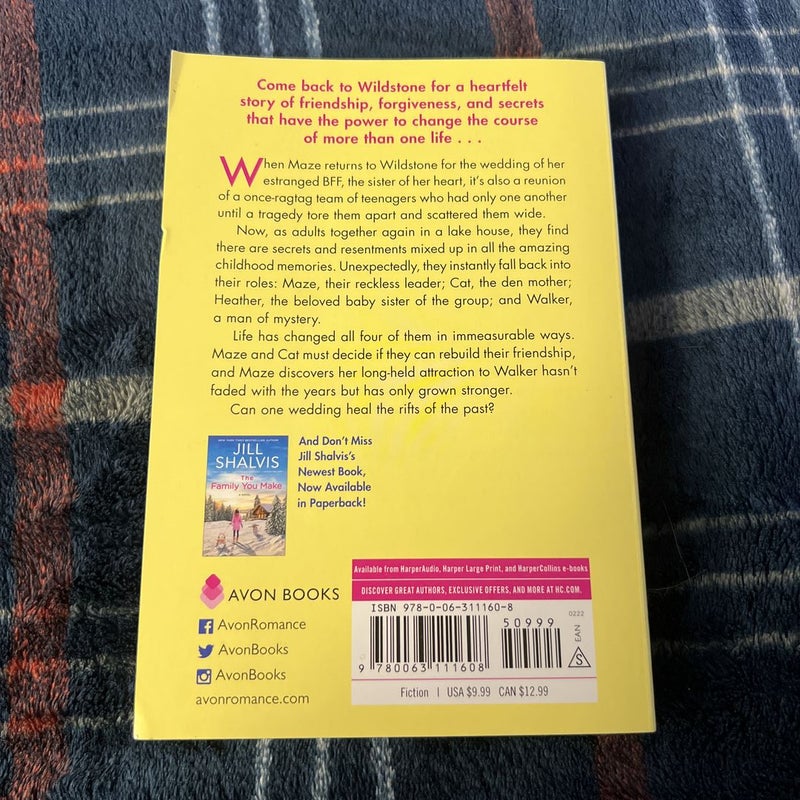 Come back to Wildstone for a heartfelt
story of friendship, forgiveness, and secrets
that have the power to change the course
of more than one life . . .
When Maze returns to Wildstone for the wedding of her
estranged BFF, the sister of her heart, it's also a reunion
of a once-ragtag team of teenagers who had only one another
until a tragedy tore them apart and scattered them wide.
Now, as adults together again in a lake house, they find
there are secrets and resentments mixed up in all the amazing
childhood memories. Unexpectedly, they instantly fall back into
their roles: Maze, their reckless leader; Cat, the den mother;
Heather, the beloved baby sister of the group; and Walker,
a man of mystery.
Life has changed all four of them in immeasurable ways.
Maze and Cat must decide if they can rebuild their friendship,
and Maze discovers her long-held attraction to Walker hasn't
faded with the years but has only grown stronger.
Can one wedding heal the rifts of the past?
NEW YORK TIMES BESTSELLING AUTHOR
JILL
SHALVIS
The
Family You Make
A NOVEL
And Don't Miss
Jill Shalvis's
Newest Book,
Now Available
in Paperback!
AVON BOOKS
AvonRomance
AvonBooks
AvonBooks
avonromance.com
Available from HarperAudio, Harper Large Print, and HarperCollins e-books
DISCOVER GREAT AUTHORS, EXCLUSIVE OFFERS, AND MORE AT HC.COM.
ISBN 978-0-06-311160-8
0222
50999
EAN
S
9 780063 111608
Fiction | USA $9.99 CAN $12.99